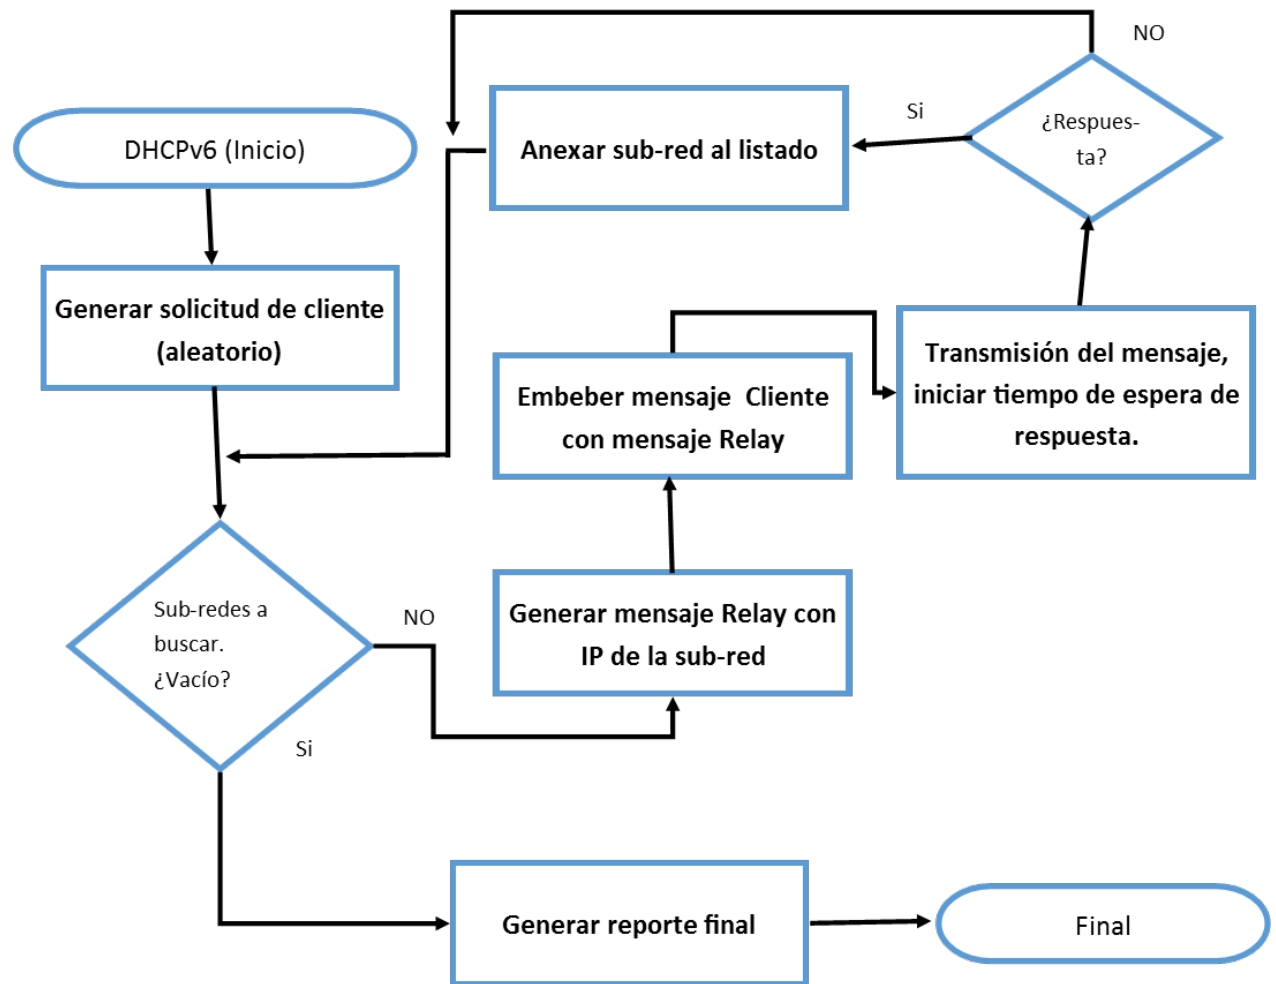 DHCPv6 (Inicio)
Generar solicitud de cliente
(aleatorio)
Sub-redes a
buscar.
¿Vacío?
NO
Si
Generar mensaje Relay con
IP de la sub-red
Embeber mensaje  Cliente
con mensaje Relay
Transmisión del mensaje,
iniciar tiempo de espera de
respuesta.
¿Respues-
ta?
NO
Si
Anexar sub-red al listado
Generar reporte final
Final